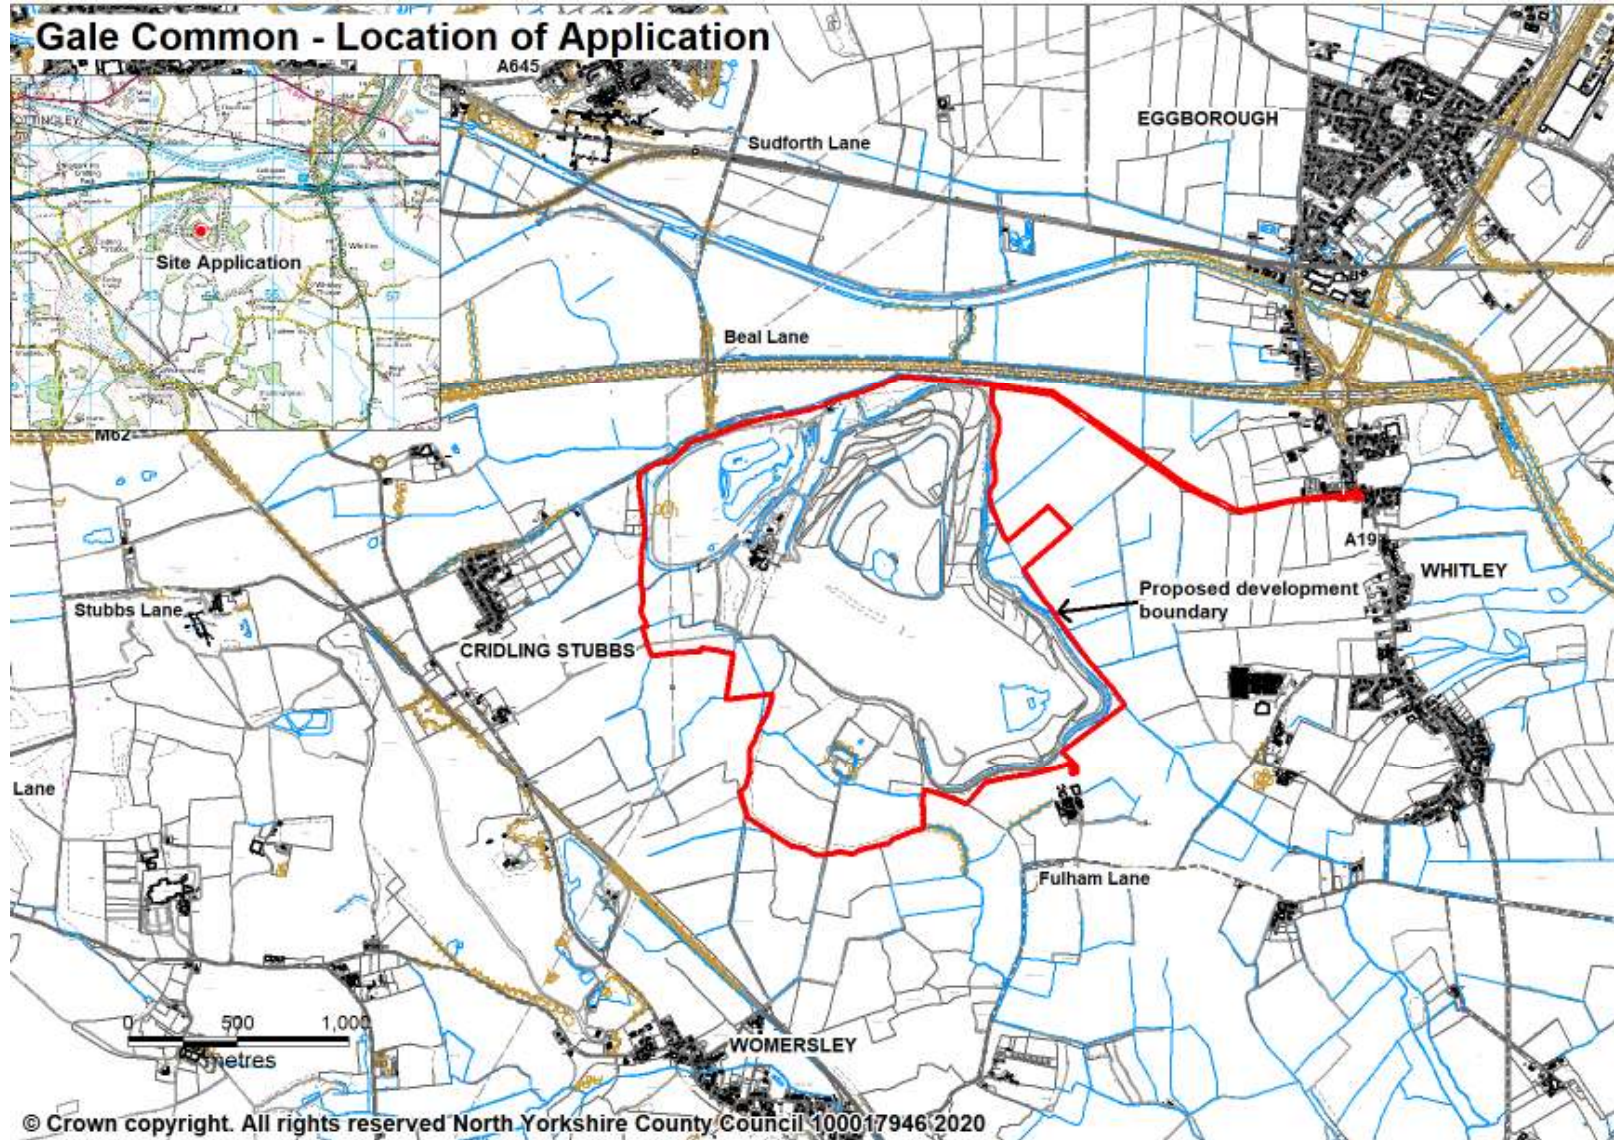 Gale Common - Location of Application
A645
EGGBOROUGH
Sudforth Lane
Site Application
Beal Lane
M62
A19
WHITLEY
Proposed development
boundary
Stubbs Lane
CRIDLING STUBBS
Lane
Fulham Lane
0 500 1,000
metres
WOMERSLEY
© Crown copyright. All rights reserved North Yorkshire County Council 100017946 2020